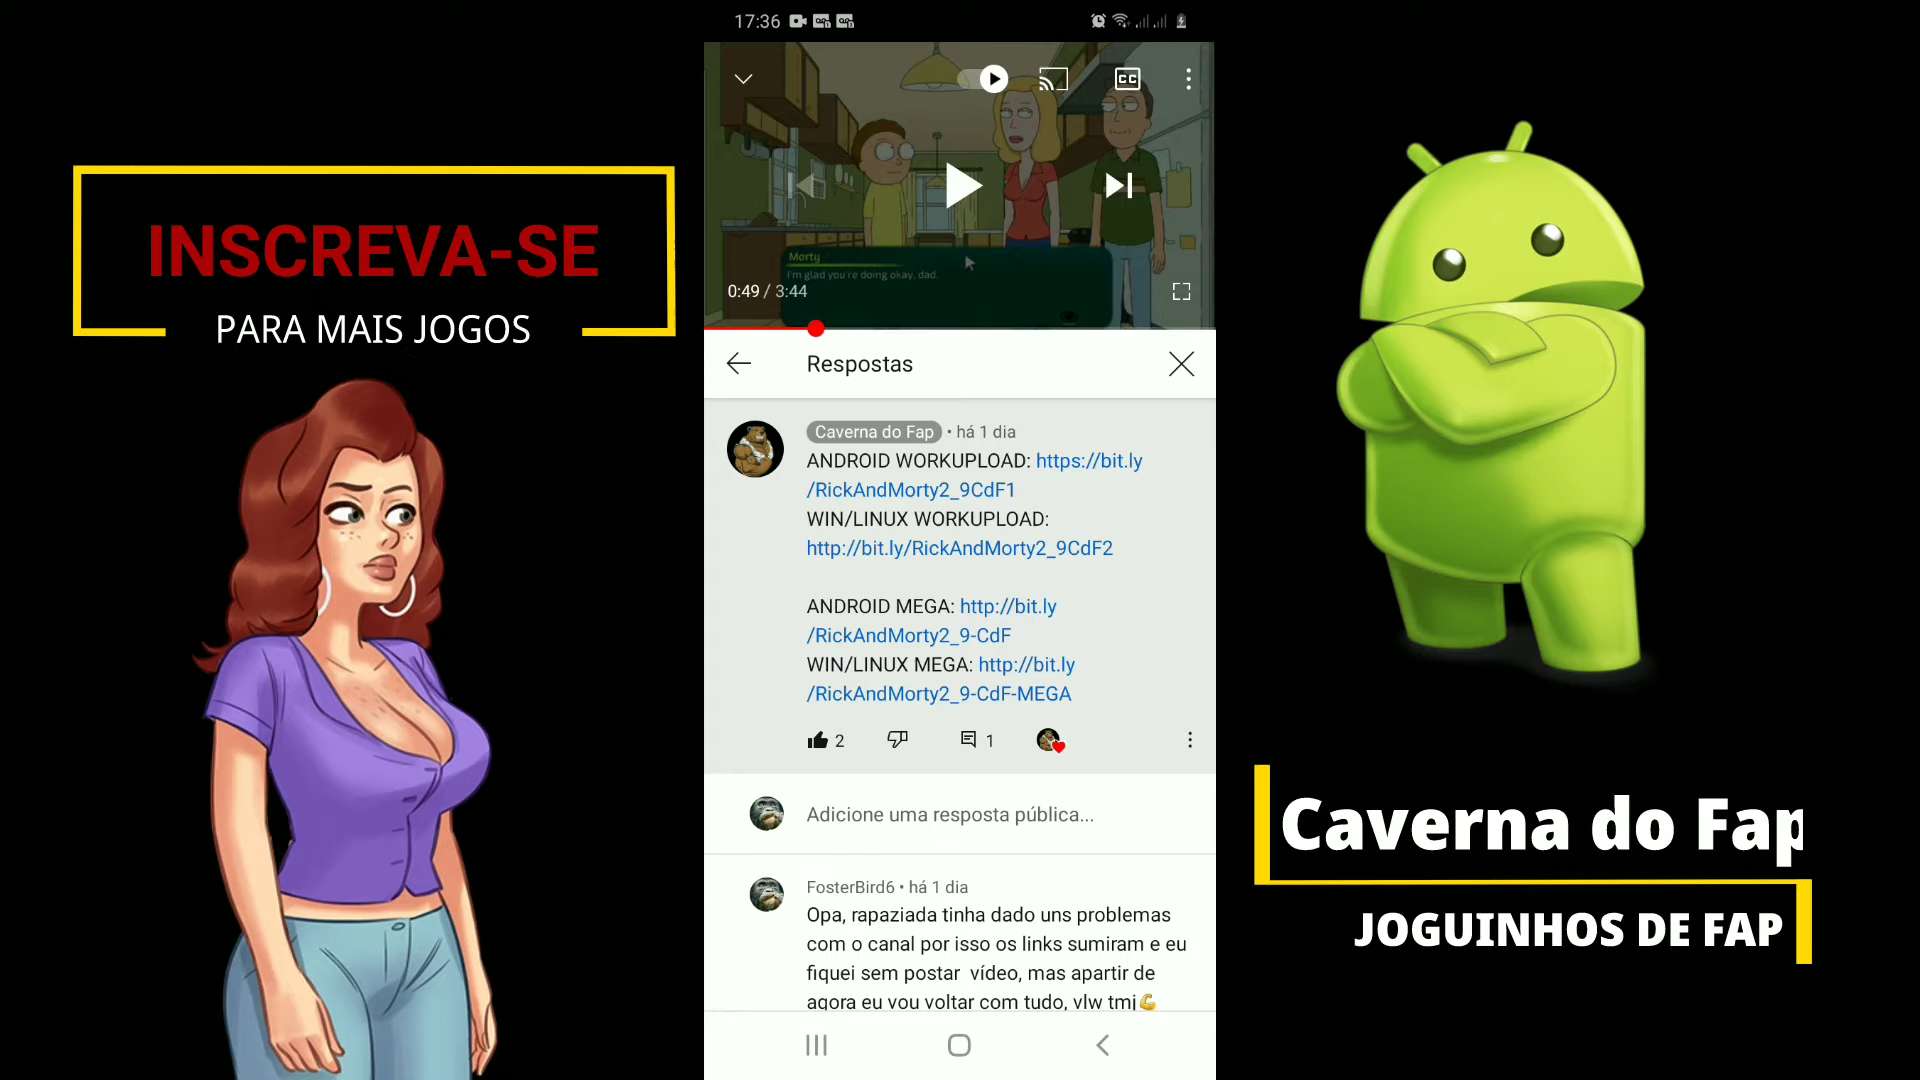 17:36
INSCREVA-SE
PARA MAIS JOGOS
CC
Morty
I'm glad you're doing okay, dad.
0:49 / 3:44
Respostas
Caverna do Fap • há 1 dia
ANDROID WORKUPLOAD: https://bit.ly
/RickAndMorty2_9CdF1
WIN/LINUX WORKUPLOAD:
http://bit.ly/RickAndMorty2_9CdF2
ANDROID MEGA: http://bit.ly
/RickAndMorty2_9-CdF
WIN/LINUX MEGA: http://bit.ly
/RickAndMorty2_9-CdF-MEGA
2
1
Adicione uma resposta pública...
FosterBird6 • há 1 dia
Opa, rapaziada tinha dado uns problemas
com o canal por isso os links sumiram e eu
fiquei sem postar vídeo, mas apartir de
agora eu vou voltar com tudo, vlw tmj💪
Caverna do Fap
JOGUINHOS DE FAP